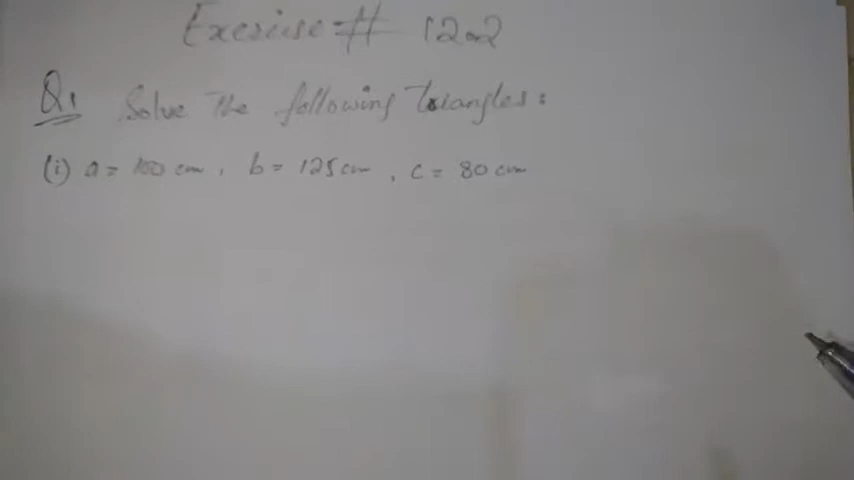 Exercise # 12.2
Q1 Solve The following Triangles:
(i) a = 100 cm, b = 125 cm, c = 80 cm